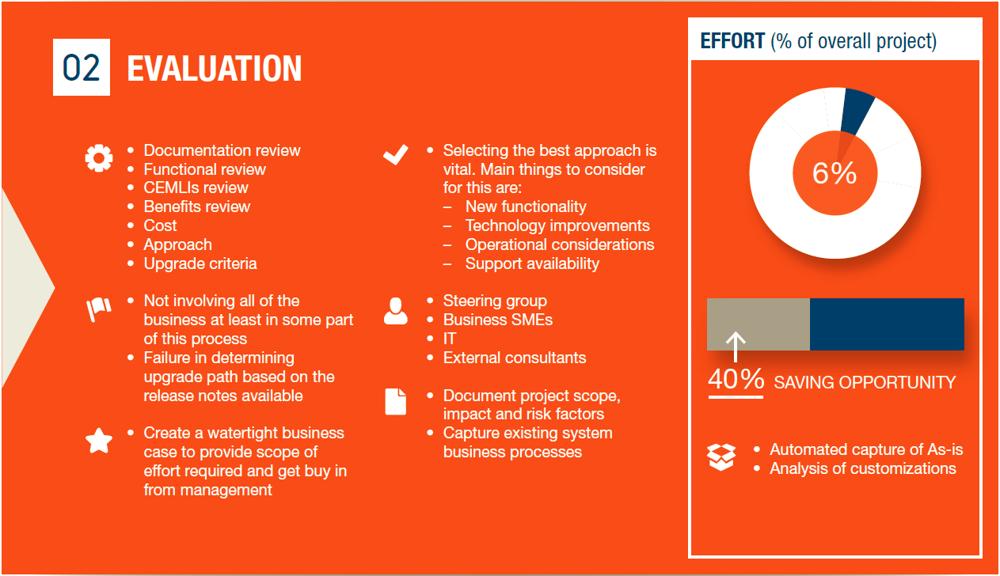 02 EVALUATION
• Documentation review
• Functional review
• CEMLIs review
• Benefits review
• Cost
• Approach
• Upgrade criteria
• Not involving all of the
business at least in some part
of this process
• Failure in determining
upgrade path based on the
release notes available
• Create a watertight business
case to provide scope of
effort required and get buy in
from management
• Selecting the best approach is
vital. Main things to consider
for this are:
– New functionality
– Technology improvements
– Operational considerations
– Support availability
• Steering group
• Business SMEs
• IT
• External consultants
• Document project scope,
impact and risk factors
• Capture existing system
business processes
EFFORT (% of overall project)
6%
40% SAVING OPPORTUNITY
• Automated capture of As-is
• Analysis of customizations